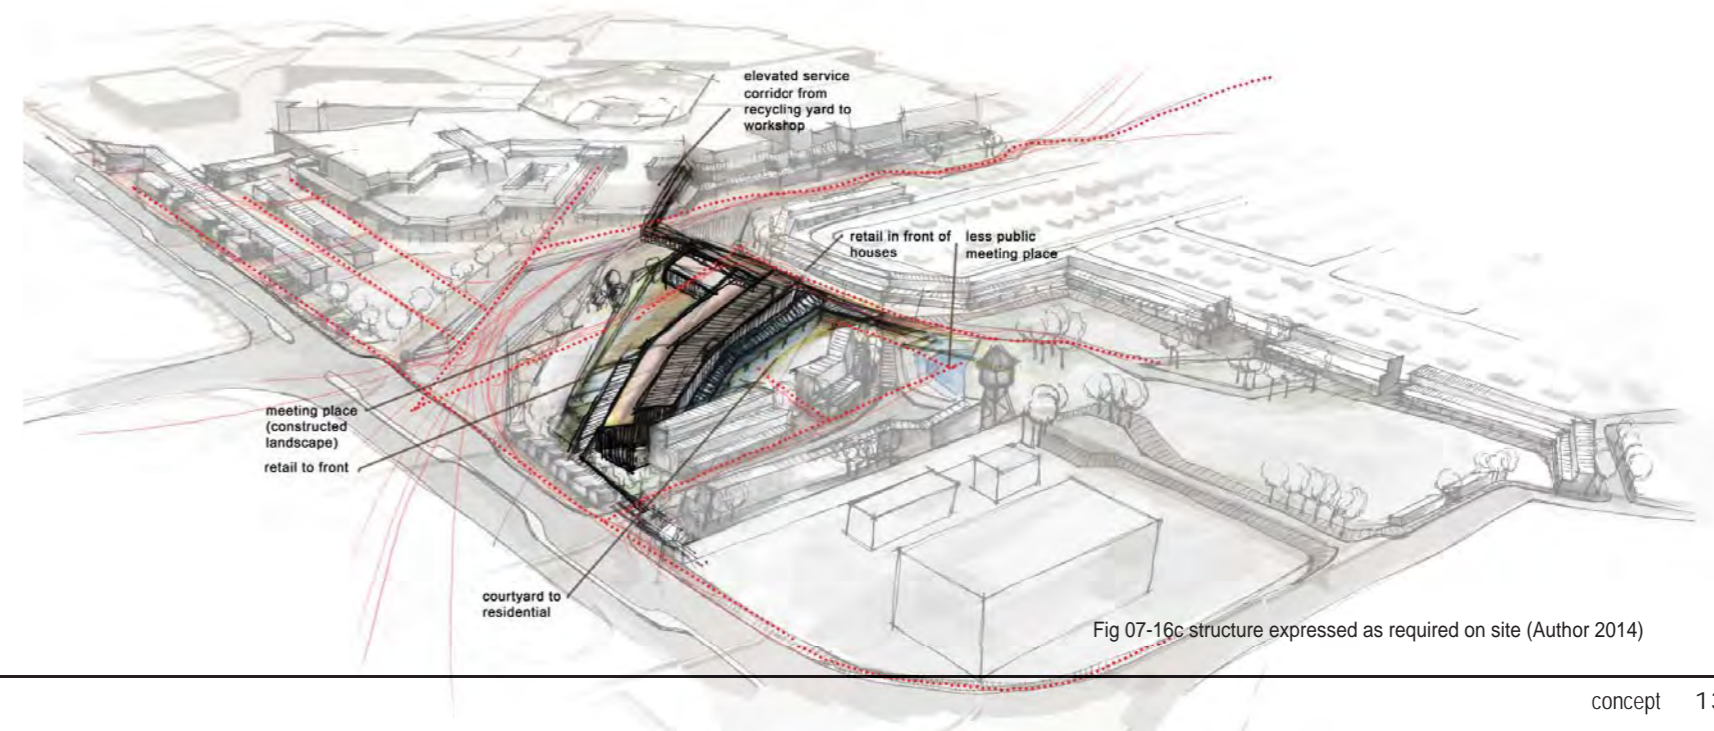 elevated service
corridor from
recycling yard to
workshop
retail in front of
houses
less public
meeting place
meeting place
(constructed
landscape)
retail to front
courtyard to
residential
Fig 07-16c structure expressed as required on site (Author 2014)
concept